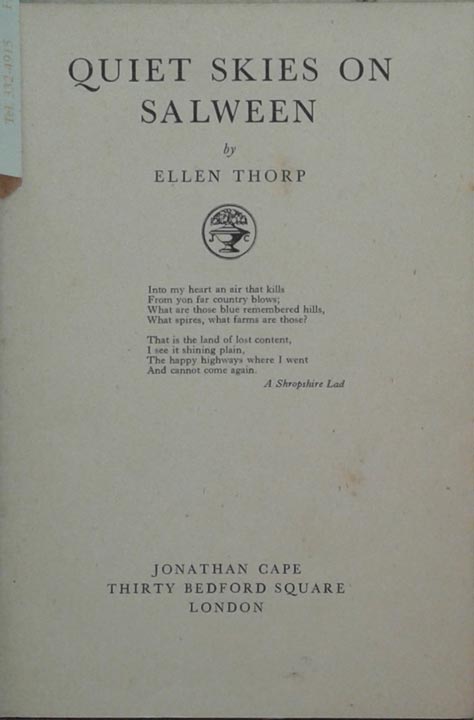 Tel. 332-4915
QUIET SKIES ON
SALWEEN
by
ELLEN THORP
J C
Into my heart an air that kills
From yon far country blows;
What are those blue remembered hills,
What spires, what farms are those?
That is the land of lost content,
I see it shining plain,
The happy highways where I went
And cannot come again.
A Shropshire Lad
JONATHAN CAPE
THIRTY BEDFORD SQUARE
LONDON